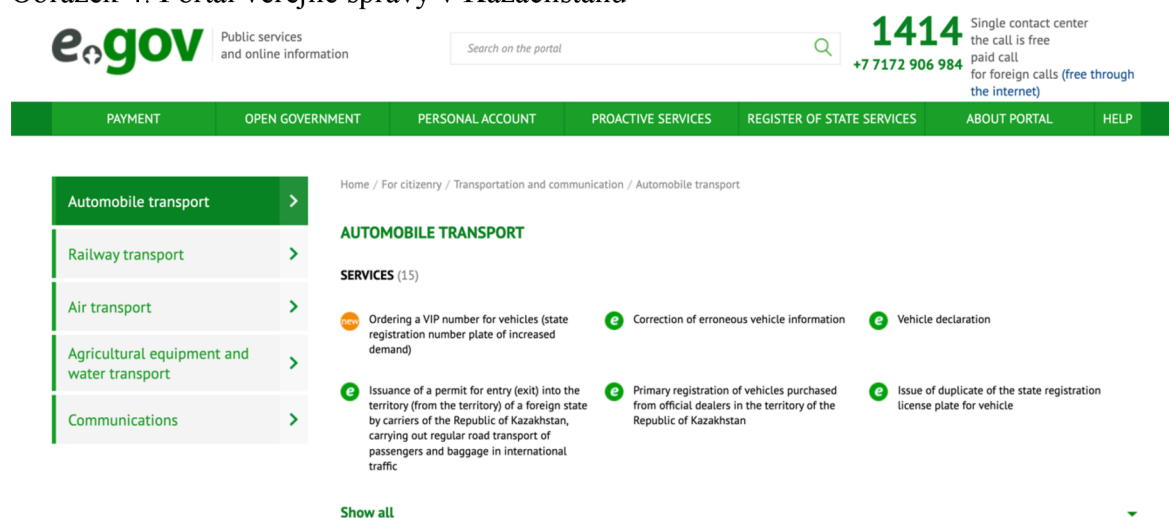 Obrázok 4: Portál verejne správy v Kazachstane
e.gov
Public services
and online information
Search on the portal
1414
+7 7172 906 984
Single contact center
the call is free
paid call
for foreign calls (free through
the internet)
PAYMENT
OPEN GOVERNMENT
PERSONAL ACCOUNT
PROACTIVE SERVICES
REGISTER OF STATE SERVICES
ABOUT PORTAL
HELP
Automobile transport
Railway transport
Air transport
Agricultural equipment and
water transport
Communications
Home / For citizenry / Transportation and communication / Automobile transport
AUTOMOBILE TRANSPORT
SERVICES (15)
new
Ordering a VIP number for vehicles (state
registration number plate of increased
demand)
e
Correction of erroneous vehicle information
e
Vehicle declaration
e
Issuance of a permit for entry (exit) into the
territory (from the territory) of a foreign state
by carriers of the Republic of Kazakhstan,
carrying out regular road transport of
passengers and baggage in international
traffic
e
Primary registration of vehicles purchased
from official dealers in the territory of the
Republic of Kazakhstan
e
Issue of duplicate of the state registration
license plate for vehicle
Show all